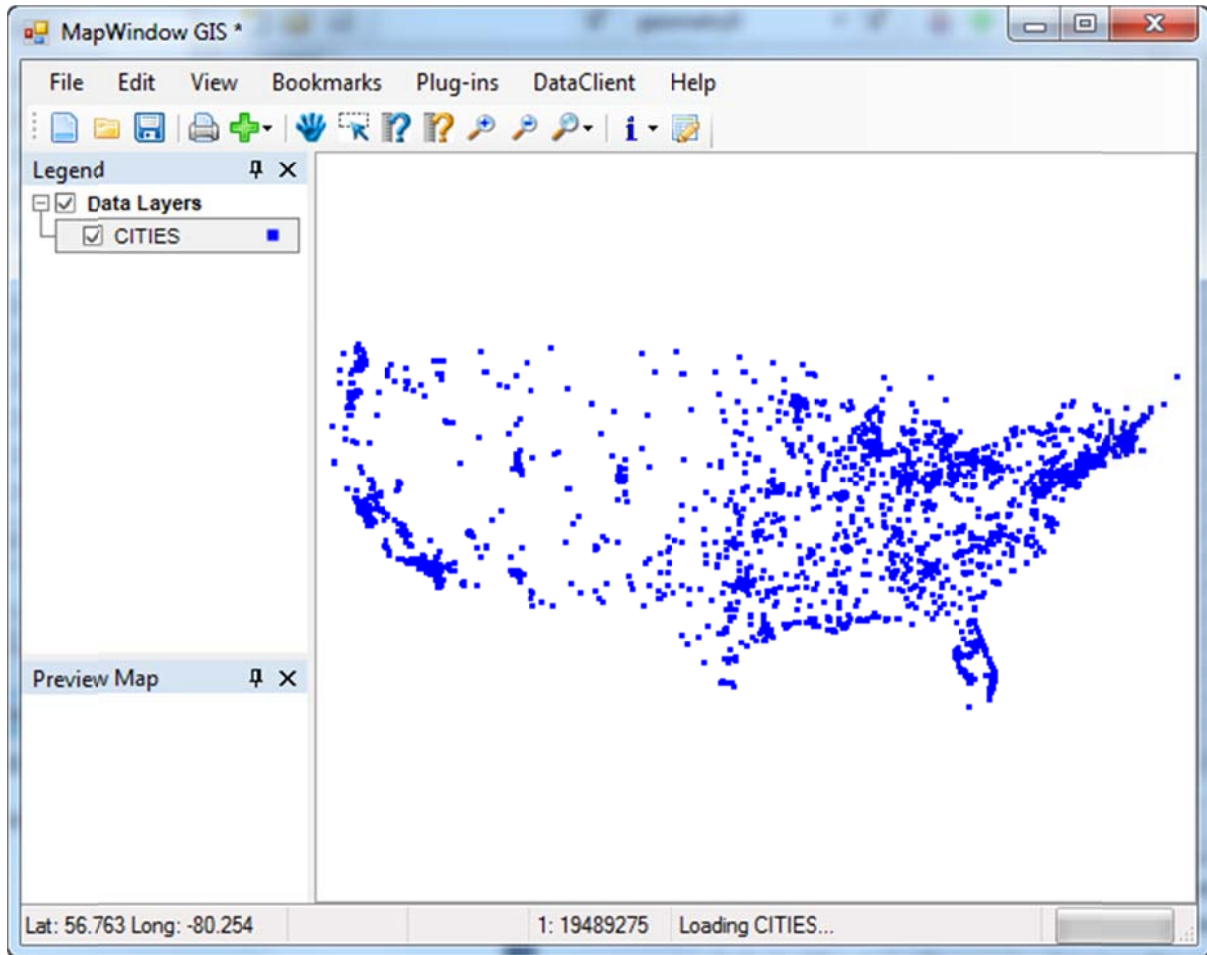 MapWindow GIS *
File Edit View Bookmarks Plug-ins DataClient Help
Legend
Data Layers
CITIES
Preview Map
Lat: 56.763 Long: -80.254 1: 19489275 Loading CITIES...